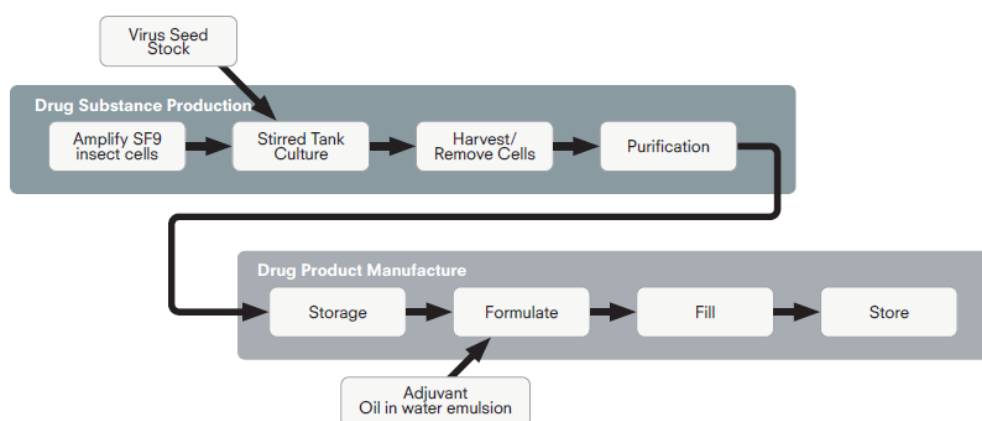 Virus Seed
Stock
Drug Substance Production
Amplify SF9
insect cells
Stirred Tank
Culture
Harvest/
Remove Cells
Purification
Drug Product Manufacture
Storage
Formulate
Fill
Store
Adjuvant
Oil in water emulsion